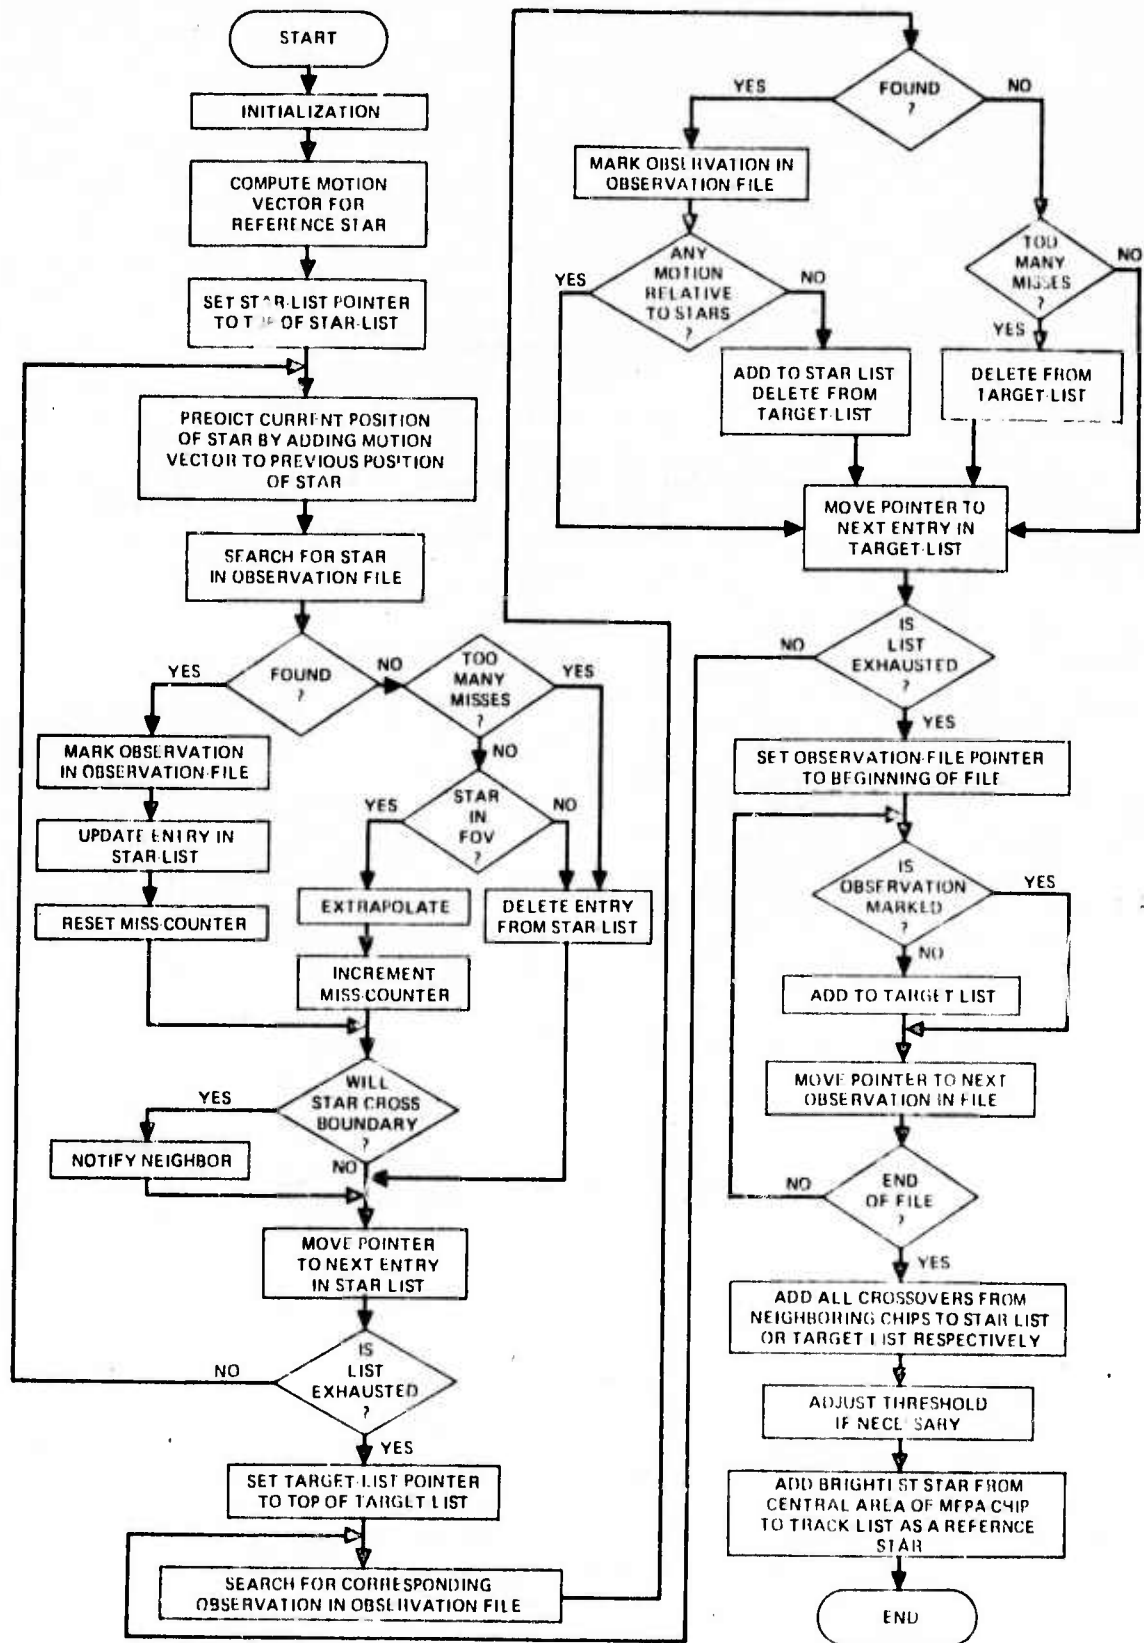 START
INITIALIZATION
COMPUTE MOTION
VECTOR FOR
REFERENCE STAR
SET STAR-LIST POINTER
TO TOP OF STAR-LIST
PREDICT CURRENT POSITION
OF STAR BY ADDING MOTION
VECTOR TO PREVIOUS POSITION
OF STAR
SEARCH FOR STAR
IN OBSERVATION FILE
FOUND
?
YES
NO
TOO
MANY
MISSES
?
YES
NO
MARK OBSERVATION
IN OBSERVATION-FILE
UPDATE ENTRY IN
STAR-LIST
RESET MISS-COUNTER
STAR
IN
FOV
?
YES
NO
EXTRAPOLATE
INCREMENT
MISS-COUNTER
DELETE ENTRY
FROM STAR-LIST
WILL
STAR CROSS
BOUNDARY
?
YES
NO
NOTIFY NEIGHBOR
MOVE POINTER
TO NEXT ENTRY
IN STAR LIST
IS
LIST
EXHAUSTED
?
NO
YES
SET TARGET-LIST POINTER
TO TOP OF TARGET LIST
SEARCH FOR CORRESPONDING
OBSERVATION IN OBSERVATION FILE
FOUND
?
YES
NO
MARK OBSERVATION IN
OBSERVATION FILE
ANY
MOTION
RELATIVE
TO STARS
?
YES
NO
TOO
MANY
MISSES
?
NO
YES
ADD TO STAR LIST
DELETE FROM
TARGET-LIST
DELETE FROM
TARGET-LIST
MOVE POINTER TO
NEXT ENTRY IN
TARGET-LIST
IS
LIST
EXHAUSTED
?
NO
YES
SET OBSERVATION-FILE POINTER
TO BEGINNING OF FILE
IS
OBSERVATION
MARKED
?
YES
NO
ADD TO TARGET LIST
MOVE POINTER TO NEXT
OBSERVATION IN FILE
END
OF FILE
?
NO
YES
ADD ALL CROSSOVERS FROM
NEIGHBORING CHIPS TO STAR LIST
OR TARGET LIST RESPECTIVELY
ADJUST THRESHOLD
IF NECESSARY
ADD BRIGHTEST STAR FROM
CENTRAL AREA OF MFPA CHIP
TO TRACK LIST AS A REFERNCE
STAR
END